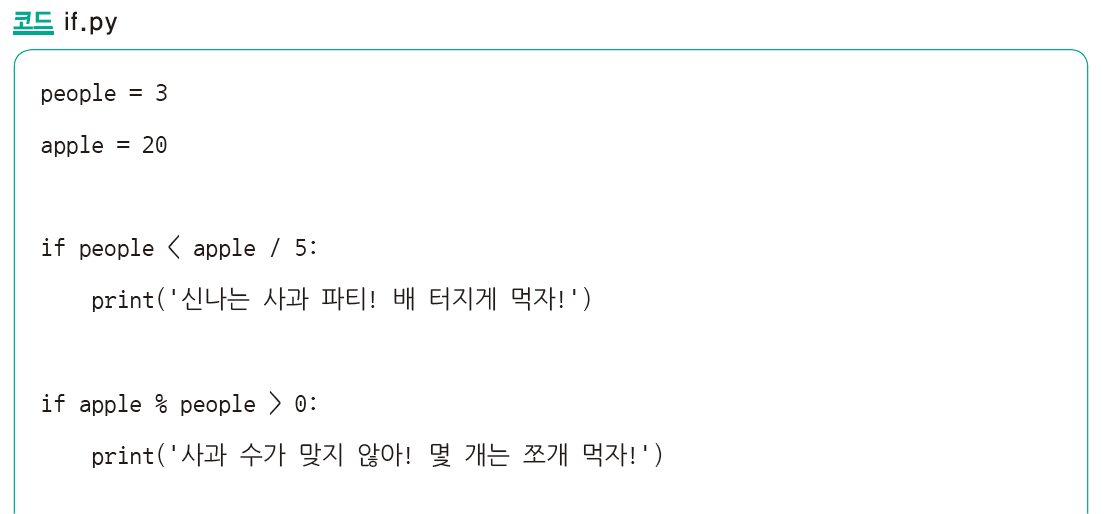 코드 if.py
people = 3
apple = 20
if people < apple / 5:
    print('신나는 사과 파티! 배 터지게 먹자!')
if apple % people > 0:
    print('사과 수가 맞지 않아! 몇 개는 쪼개 먹자!')